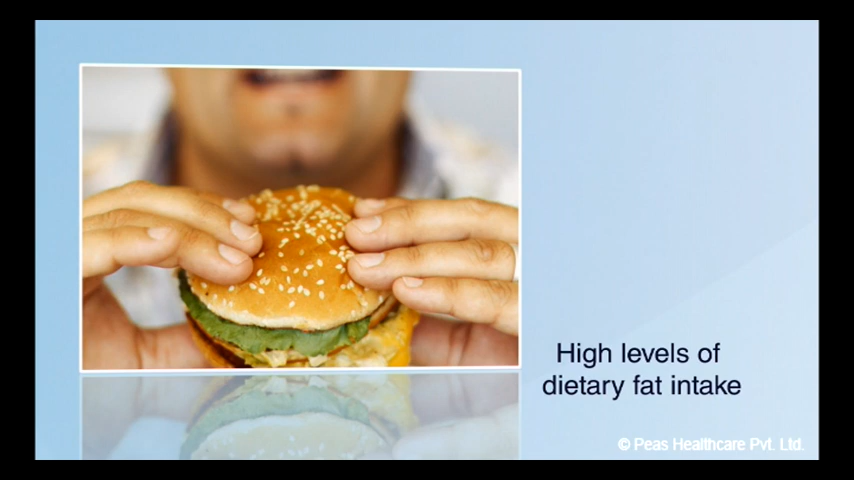 High levels of
dietary fat intake
© Peas Healthcare Pvt. Ltd.